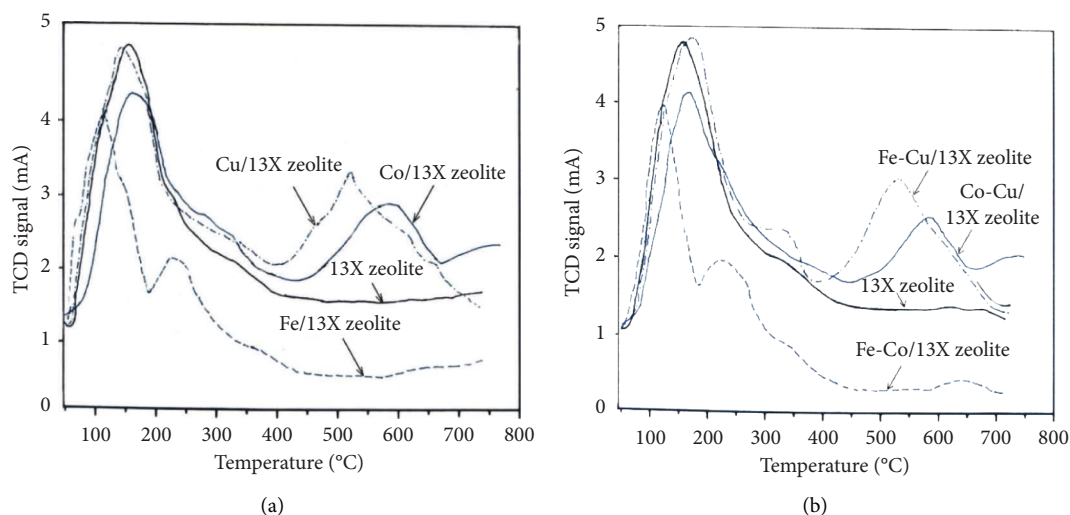 5
4
3
2
1
0
TCD signal (mA)
Cu/13X zeolite
Co/13X zeolite
13X zeolite
Fe/13X zeolite
100 200 300 400 500 600 700 800
Temperature (°C)
(a)
5
4
3
2
1
0
TCD signal (mA)
Fe-Cu/13X zeolite
Co-Cu/
13X zeolite
13X zeolite
Fe-Co/13X zeolite
100 200 300 400 500 600 700 800
Temperature (°C)
(b)